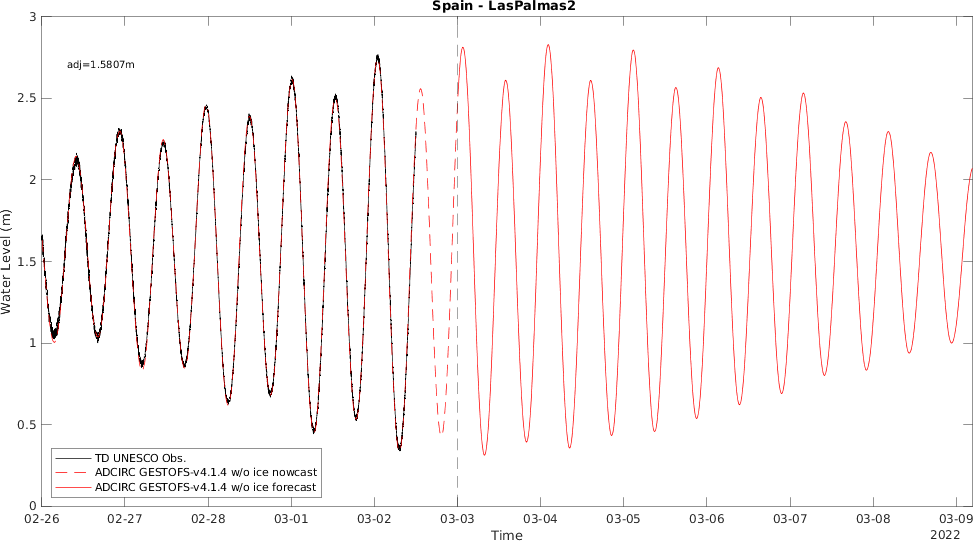 Spain - LasPalmas2
adj=1.5807m
3
2.5
2
1.5
1
0.5
0
Water Level (m)
TD UNESCO Obs.
ADCIRC GESTOFS-v4.1.4 w/o ice nowcast
ADCIRC GESTOFS-v4.1.4 w/o ice forecast
02-26 02-27 02-28 03-01 03-02 03-03 03-04 03-05 03-06 03-07 03-08 03-09
Time
2022